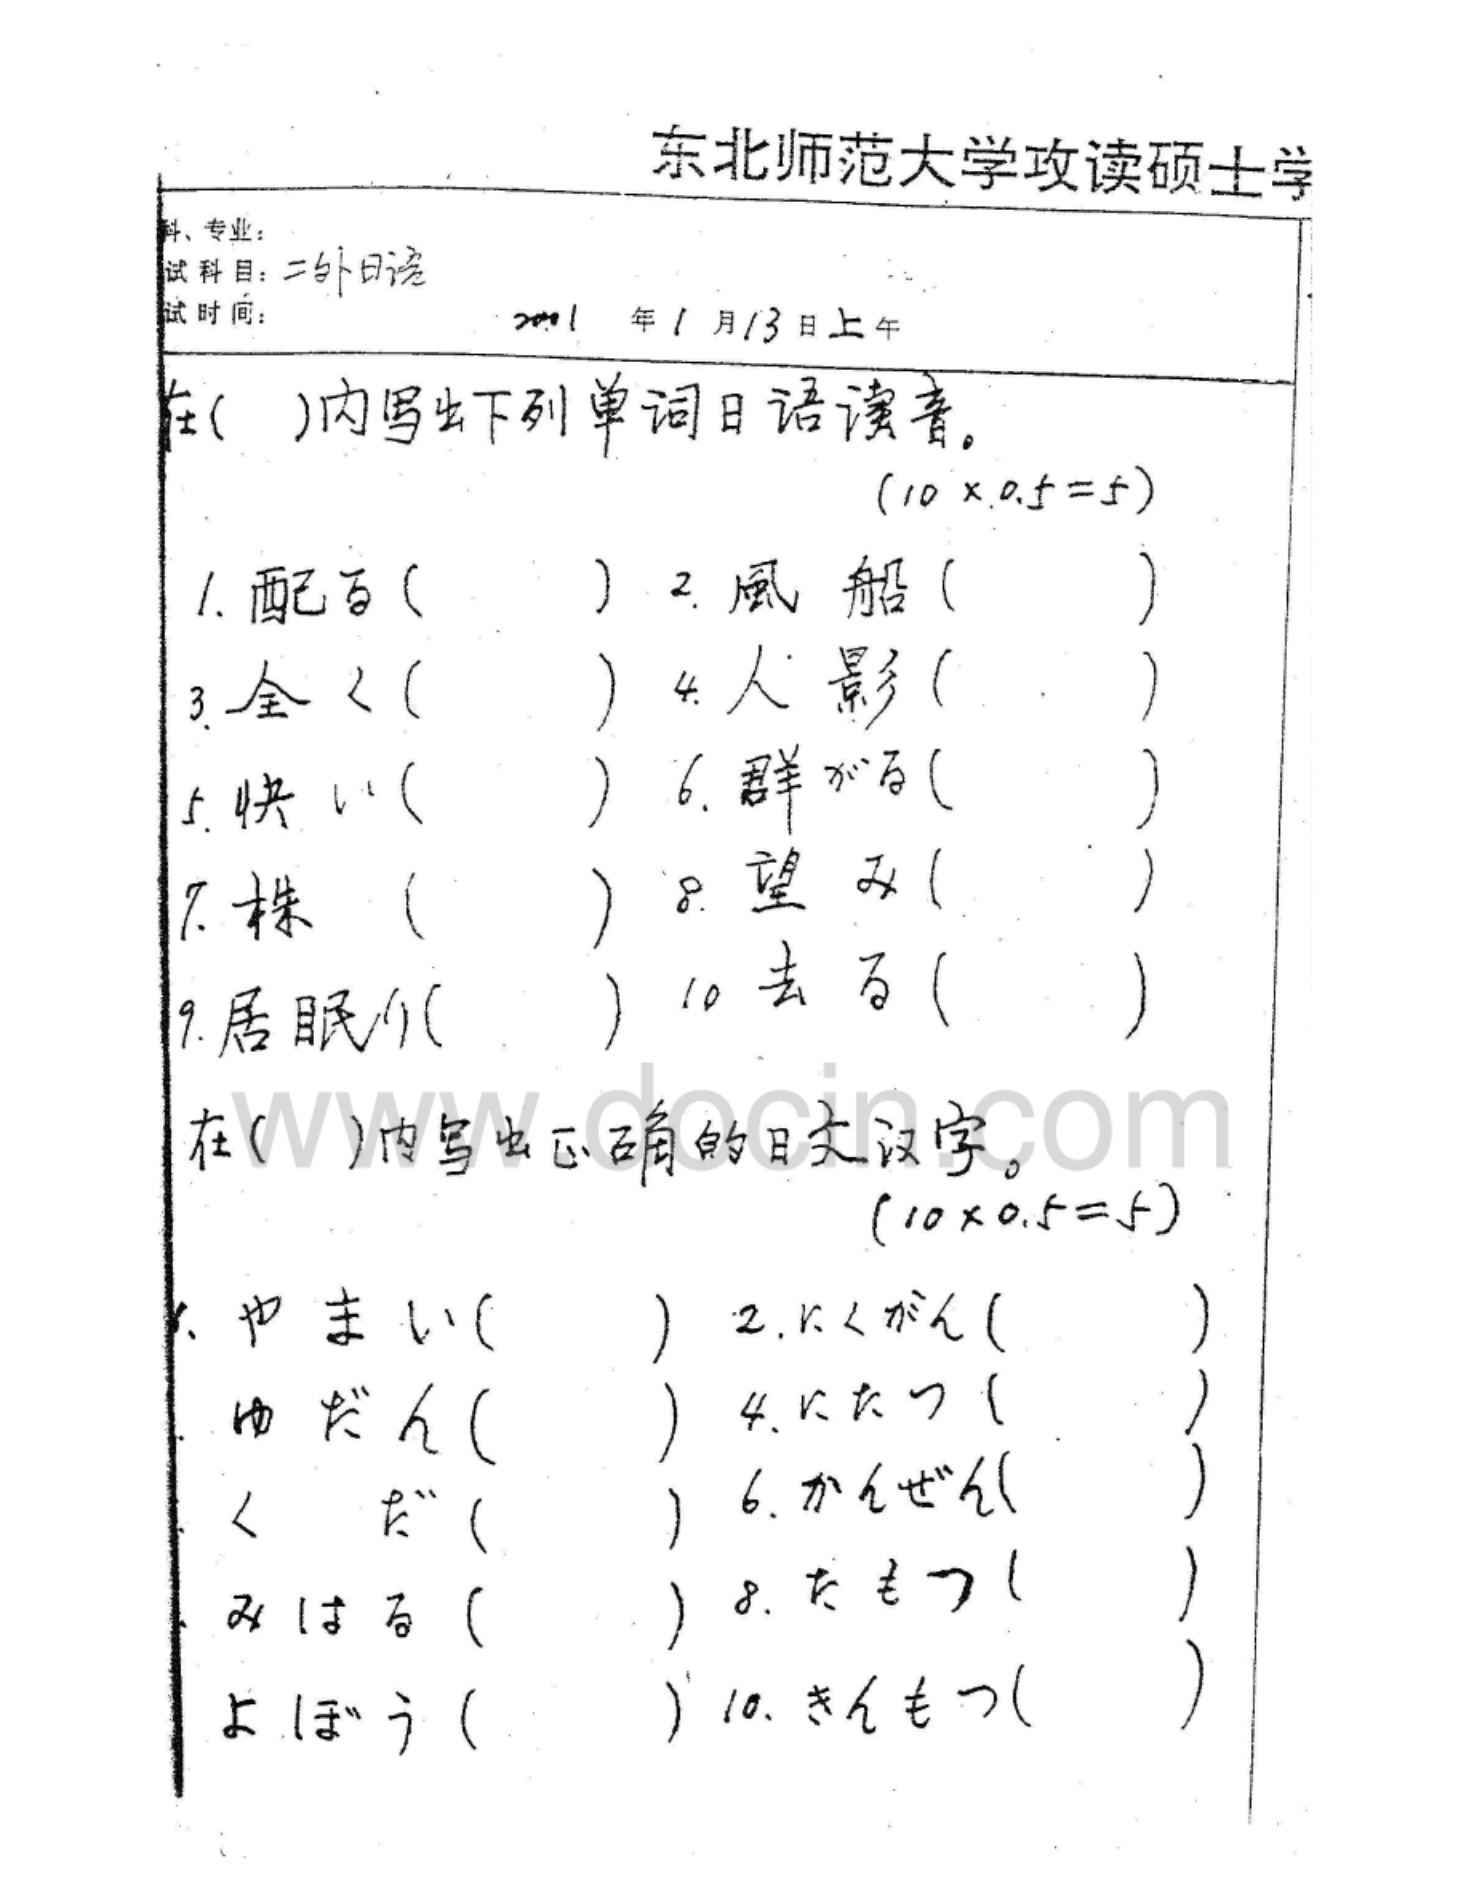 东北师范大学攻读硕士学
科、专业:
试科目: 二外日语
试时间: 2001 年 1 月 13 日 上午
在( )内写出下列单词日语读音。
(10 × 0.5 = 5)
1. 配る( ) 2. 風船( )
3. 全く( ) 4. 人影( )
5. 快い( ) 6. 群がる( )
7. 株( ) 8. 望み( )
9. 居眠り( ) 10 去る( )
在( )内写出正确的日文汉字。
(10 × 0.5 = 5)
1. やまい( ) 2. にくがん( )
ゆだん( ) 4. にたつ( )
くだ( ) 6. かんぜん( )
みはる( ) 8. たもつ( )
よぼう( ) 10. きんもつ( )
www.docin.com